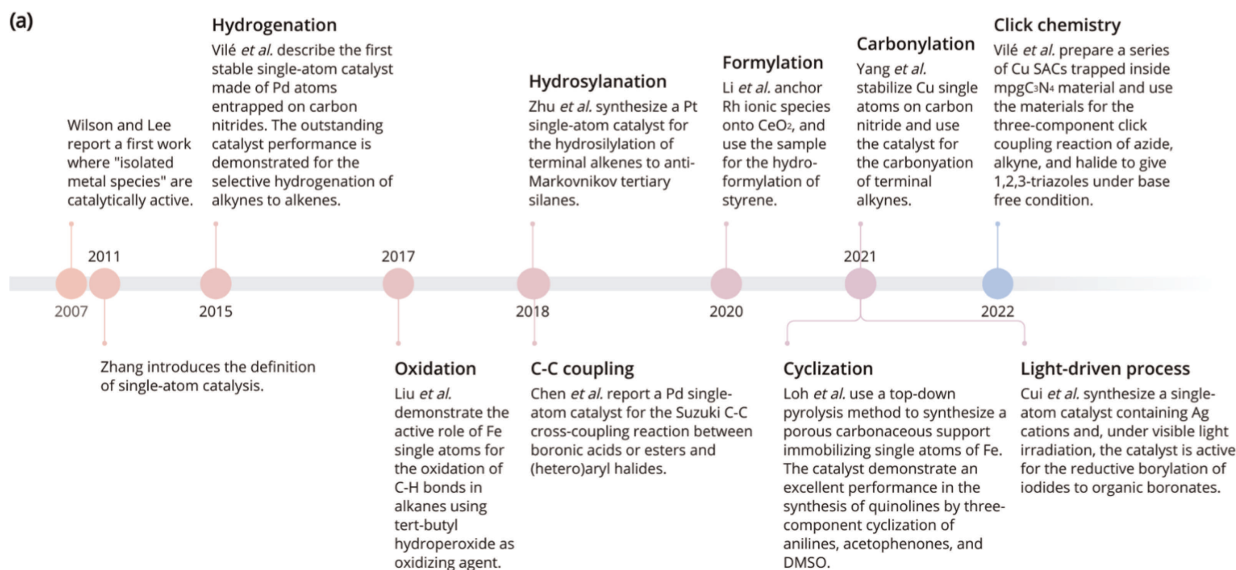 (a)
Wilson and Lee
report a first work
where "isolated
metal species" are
catalytically active.
Hydrogenation
Vilé et al. describe the first
stable single-atom catalyst
made of Pd atoms
entrapped on carbon
nitrides. The outstanding
catalyst performance is
demonstrated for the
selective hydrogenation of
alkynes to alkenes.
Hydrosylanation
Zhu et al. synthesize a Pt
single-atom catalyst for
the hydrosilylation of
terminal alkenes to anti-
Markovnikov tertiary
silanes.
Formylation
Li et al. anchor
Rh ionic species
onto CeO₂, and
use the sample
for the hydro-
formylation of
styrene.
Carbonylation
Yang et al.
stabilize Cu single
atoms on carbon
nitride and use
the catalyst for
the carbonyation
of terminal
alkynes.
Click chemistry
Vilé et al. prepare a series
of Cu SACs trapped inside
mpgC₃N₄ material and use
the materials for the
three-component click
coupling reaction of azide,
alkyne, and halide to give
1,2,3-triazoles under base
free condition.
2007
2011
2015
2017
2018
2020
2021
2022
Zhang introduces the definition
of single-atom catalysis.
Oxidation
Liu et al.
demonstrate the
active role of Fe
single atoms for
the oxidation of
C-H bonds in
alkanes using
tert-butyl
hydroperoxide as
oxidizing agent.
C-C coupling
Chen et al. report a Pd single-
atom catalyst for the Suzuki C-C
cross-coupling reaction between
boronic acids or esters and
(hetero)aryl halides.
Cyclization
Loh et al. use a top-down
pyrolysis method to synthesize a
porous carbonaceous support
immobilizing single atoms of Fe.
The catalyst demonstrate an
excellent performance in the
synthesis of quinolines by three-
component cyclization of
anilines, acetophenones, and
DMSO.
Light-driven process
Cui et al. synthesize a single-
atom catalyst containing Ag
cations and, under visible light
irradiation, the catalyst is active
for the reductive borylation of
iodides to organic boronates.